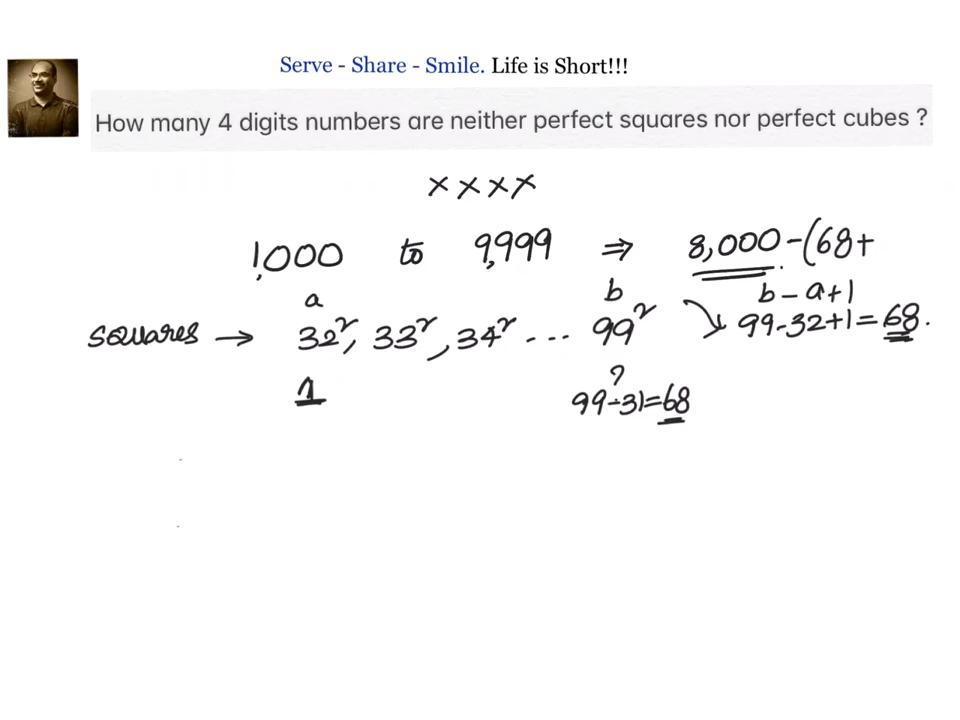 Serve - Share - Smile. Life is Short!!!
How many 4 digits numbers are neither perfect squares nor perfect cubes ?
××××
1,000 to 9,999 ⇒ 8,000-(68+
a b b-a+1
squares → 32², 33², 34² ... 99² ↘ 99-32+1=68.
1 ?
99-31=68